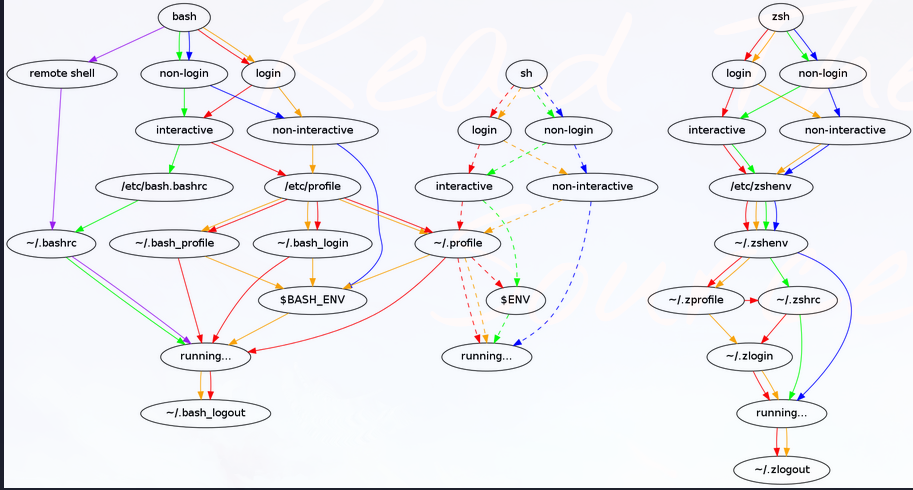 bash
zsh
remote shell
non-login
login
sh
login
non-login
interactive
non-interactive
login
non-login
interactive
non-interactive
/etc/bash.bashrc
/etc/profile
interactive
non-interactive
/etc/zshenv
~/.bashrc
~/.bash_profile
~/.bash_login
~/.profile
~/.zshenv
$BASH_ENV
$ENV
~/.zprofile
~/.zshrc
running...
running...
~/.zlogin
~/.bash_logout
running...
~/.zlogout
Read The